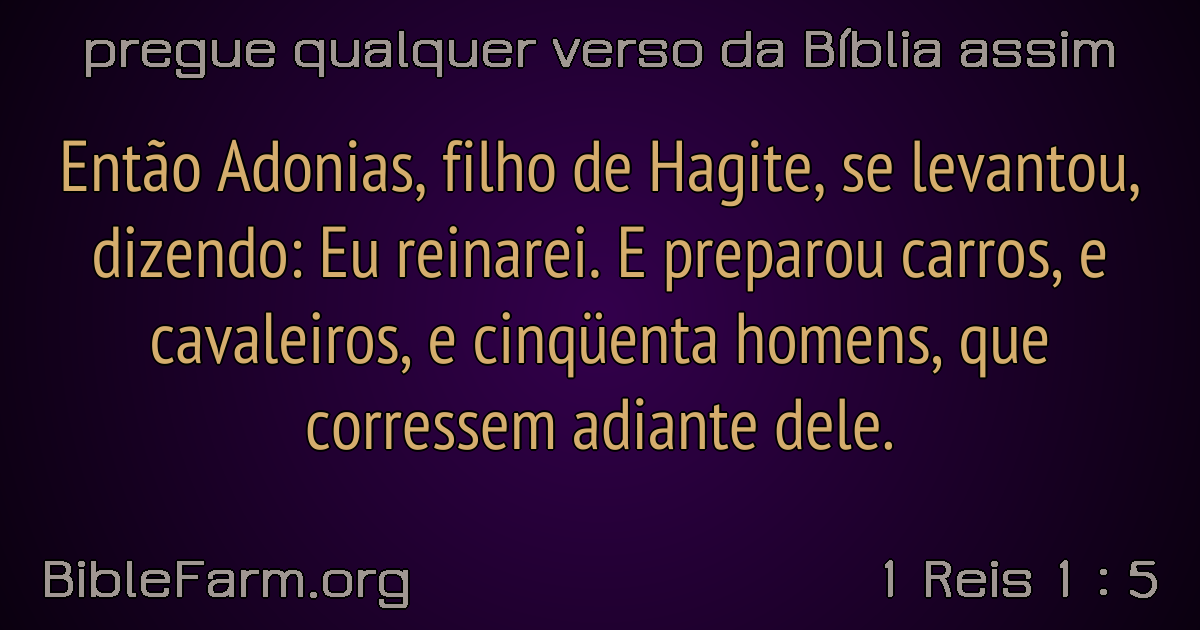 pregue qualquer verso da Bíblia assim
Então Adonias, filho de Hagite, se levantou,
dizendo: Eu reinarei. E preparou carros, e
cavaleiros, e cinqüenta homens, que
corressem adiante dele.
BibleFarm.org
1 Reis 1 : 5